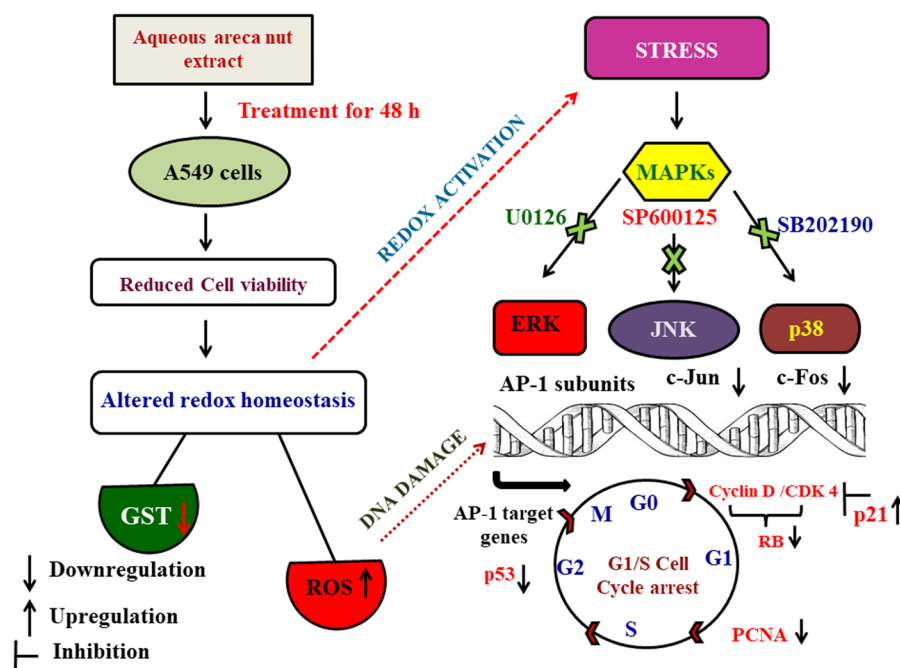 Aqueous areca nut
extract
Treatment for 48 h
A549 cells
Reduced Cell viability
Altered redox homeostasis
GST
ROS
Downregulation
Upregulation
Inhibition
REDOX ACTIVATION
DNA DAMAGE
STRESS
MAPKs
U0126
SP600125
SB202190
ERK
JNK
p38
AP-1 subunits
c-Jun
c-Fos
AP-1 target
genes
p53
M
G0
G1
G2
S
G1/S Cell
Cycle arrest
Cyclin D /CDK 4
p21
RB
PCNA